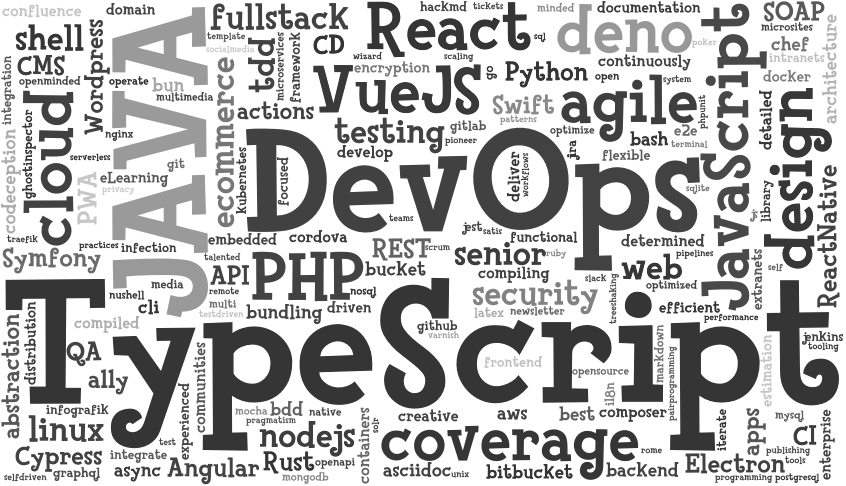 confluence
domain
fullstack
React
hackmd
tickets
minded
documentation
SOAP
shell
JAVA
template
CD
sql
deno
poker
JavaScript
microsites
CMS
Wordpress
socialmedia
tdd
microservices
framework
wizard
scaling
continuously
chef
intranets
architecture
integration
openminded
operate
bun
encryption
VueJS
go
Python
open
system
docker
multimedia
ecommerce
actions
Swift
patterns
agile
phpunit
detailed
design
cloud
ghostinspector
nginx
testing
gitlab
pioneer
optimize
bash
e2e
terminal
codeception
serverless
git
kubernetes
develop
DevOps
deliver
workflows
jra
flexible
eLearning
privacy
PWA
focused
sqlite
library
ReactNative
traefik
practices
infection
embedded
cordova
teams
jest
satis
functional
determined
Symfony
talented
REST
scrum
senior
ruby
pipelines
extranets
self
media
API
PHP
bucket
compiling
slack
web
optimized
nushell
remote
nosql
security
treeshaking
cli
multi
testdriven
bundling
driven
latex
newsletter
efficient
performance
TypeScript
distribution
compiled
github
varnish
jenkins
tooling
abstraction
QA
ally
frontend
opensource
markdown
pairprogramming
estimation
infografik
communities
experienced
mocha
pragmatism
bdd
native
containers
solr
creative
aws
best
i18n
composer
iterate
apps
mysql
CI
enterprise
linux
test
nodejs
coverage
rome
publishing
tools
Cypress
integrate
selfdriven
graphql
async
Angular
Rust
openapi
mongodb
asciidoc
unix
bitbucket
backend
Electron
programming
postgresql